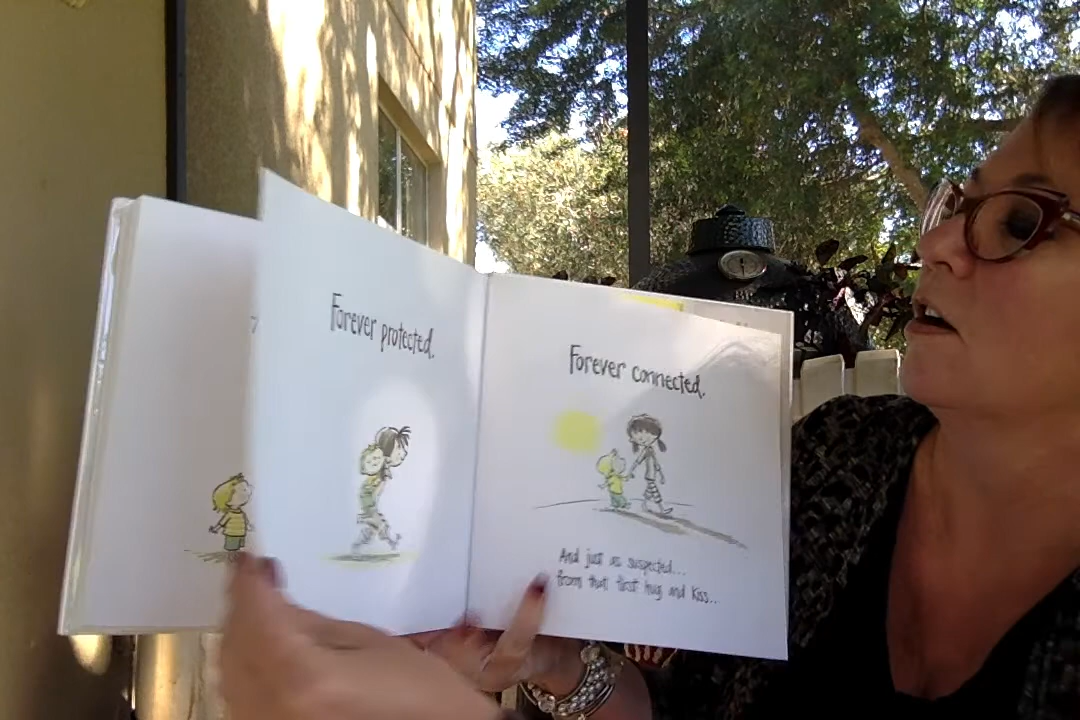 Forever protected.
Forever connected.
And just as suspected...
from that first hug and kiss...